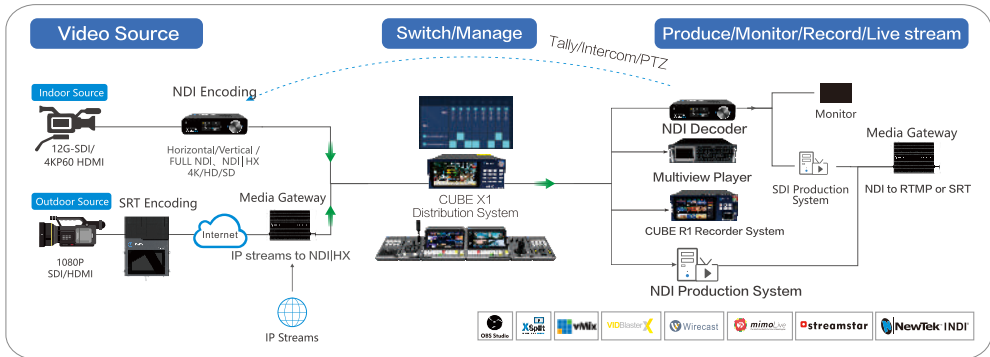 Video Source
Switch/Manage
Produce/Monitor/Record/Live stream
Tally/Intercom/PTZ
Indoor Source
NDI Encoding
12G-SDI/
4KP60 HDMI
Horizontal/Vertical /
FULL NDI、NDI|HX
4K/HD/SD
Outdoor Source
SRT Encoding
Media Gateway
Internet
1080P
SDI/HDMI
IP streams to NDI|HX
IP Streams
CUBE X1
Distribution System
NDI Decoder
Monitor
Multiview Player
SDI Production
System
Media Gateway
NDI to RTMP or SRT
CUBE R1 Recorder System
NDI Production System
OBS Studio
XSplit
vMix
VIDBlaster X
Wirecast
mimoLive
streamstar
NewTek NDI